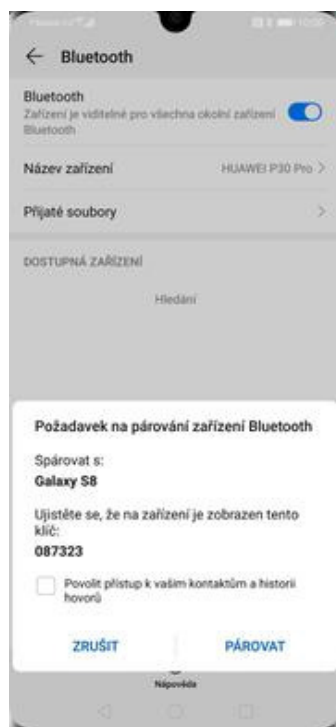 Bluetooth
Bluetooth
Zařízení je viditelné pro všechna okolní zařízení
Bluetooth
Název zařízení HUAWEI P30 Pro
Přijaté soubory
DOSTUPNÁ ZAŘÍZENÍ
Hledání
Požadavek na párování zařízení Bluetooth
Spárovat s:
Galaxy S8
Ujistěte se, že na zařízení je zobrazen tento
klíč:
087323
Povolit přístup k vašim kontaktům a historii
hovorů
ZRUŠIT PÁROVAT
Nápověda